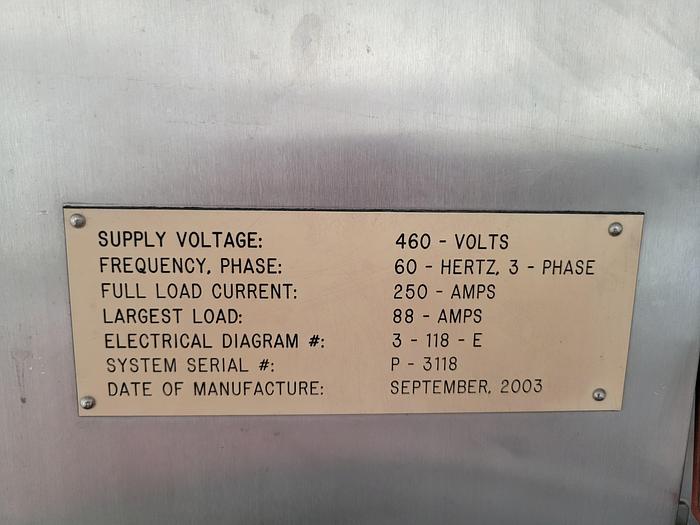 SUPPLY VOLTAGE: 460 - VOLTS
FREQUENCY, PHASE: 60 - HERTZ, 3 - PHASE
FULL LOAD CURRENT: 250 - AMPS
LARGEST LOAD: 88 - AMPS
ELECTRICAL DIAGRAM #: 3 - 118 - E
SYSTEM SERIAL #: P - 3118
DATE OF MANUFACTURE: SEPTEMBER, 2003